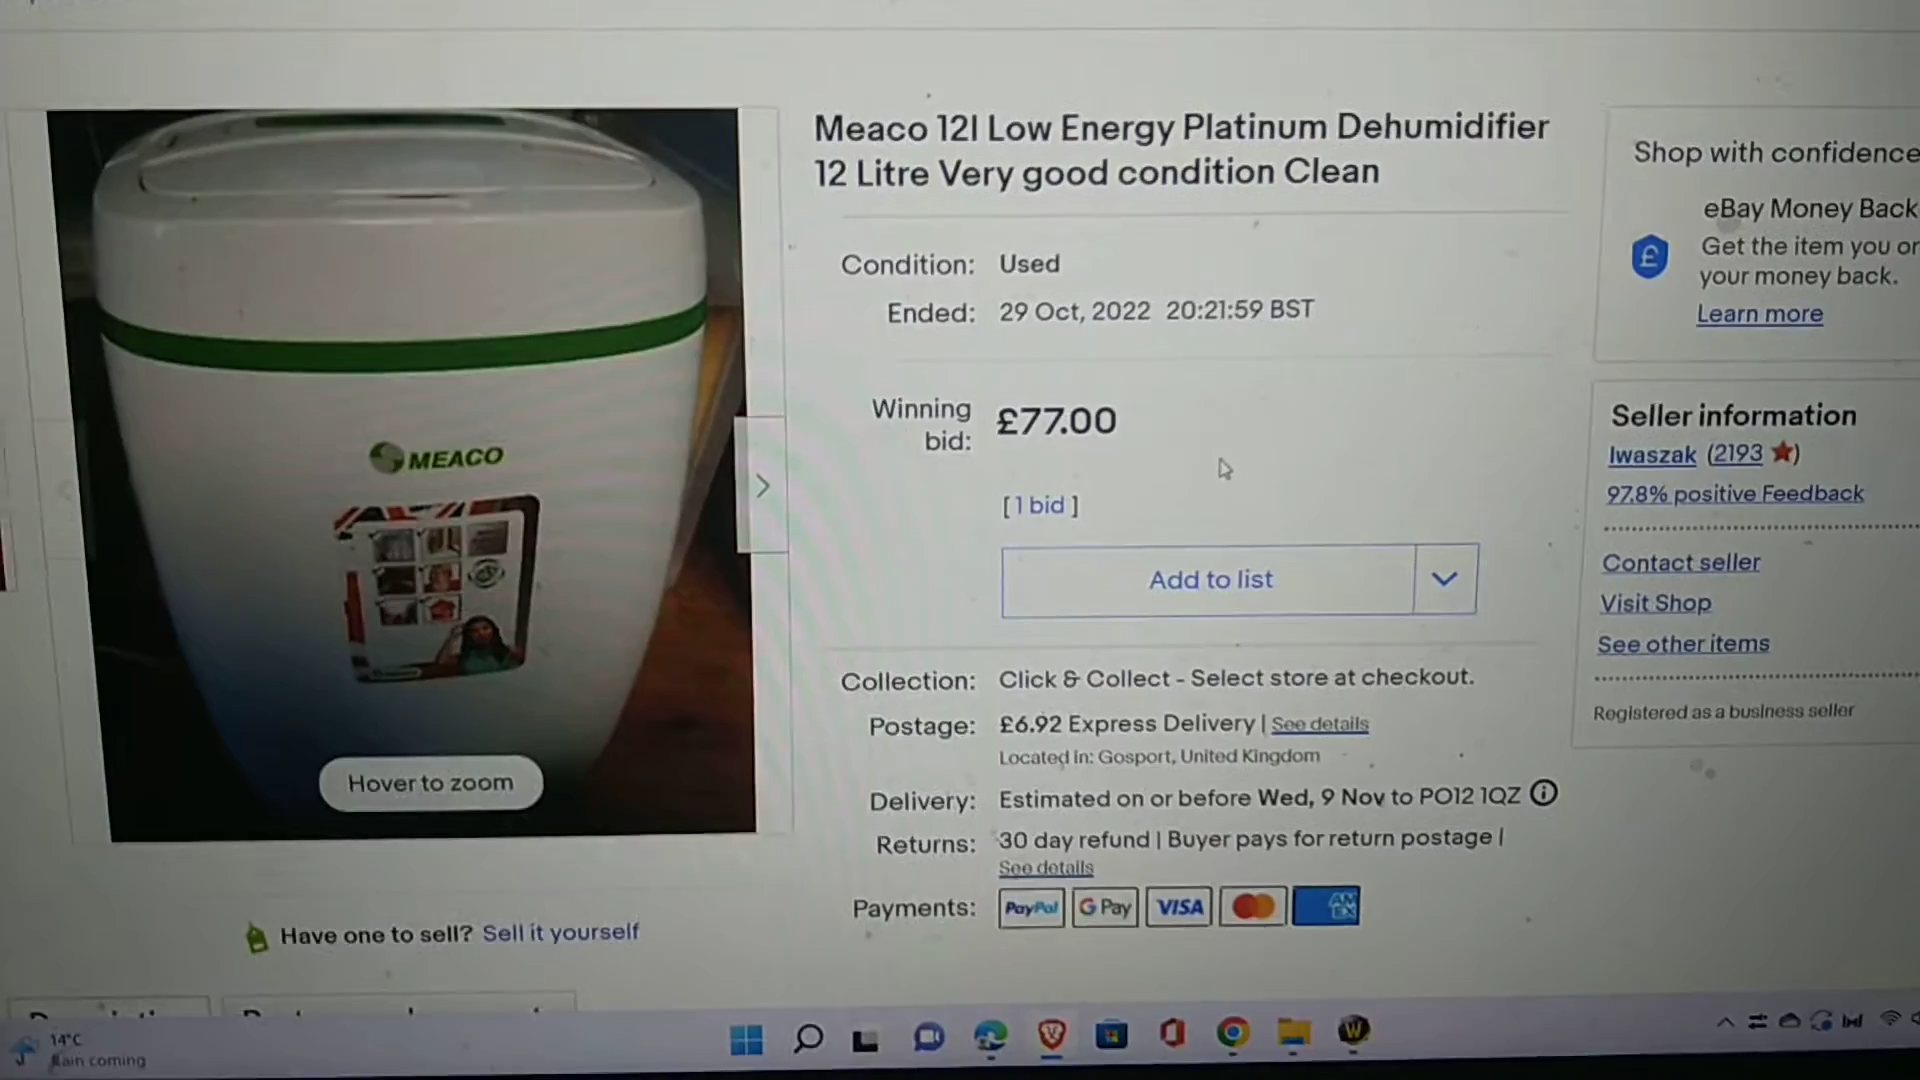 Meaco 12l Low Energy Platinum Dehumidifier
12 Litre Very good condition Clean
Condition: Used
Ended: 29 Oct, 2022 20:21:59 BST
Winning bid: £77.00
[ 1 bid ]
Add to list
Collection: Click & Collect - Select store at checkout.
Postage: £6.92 Express Delivery | See details
Located in: Gosport, United Kingdom
Delivery: Estimated on or before Wed, 9 Nov to PO12 1QZ
Returns: 30 day refund | Buyer pays for return postage |
See details
Payments: PayPal G Pay VISA AM EX
MEACO
Hover to zoom
Have one to sell? Sell it yourself
Shop with confidence
eBay Money Back
Get the item you or
your money back.
Learn more
Seller information
lwaszak (2193 )
97.8% positive Feedback
Contact seller
Visit Shop
See other items
Registered as a business seller
14°C
Rain coming